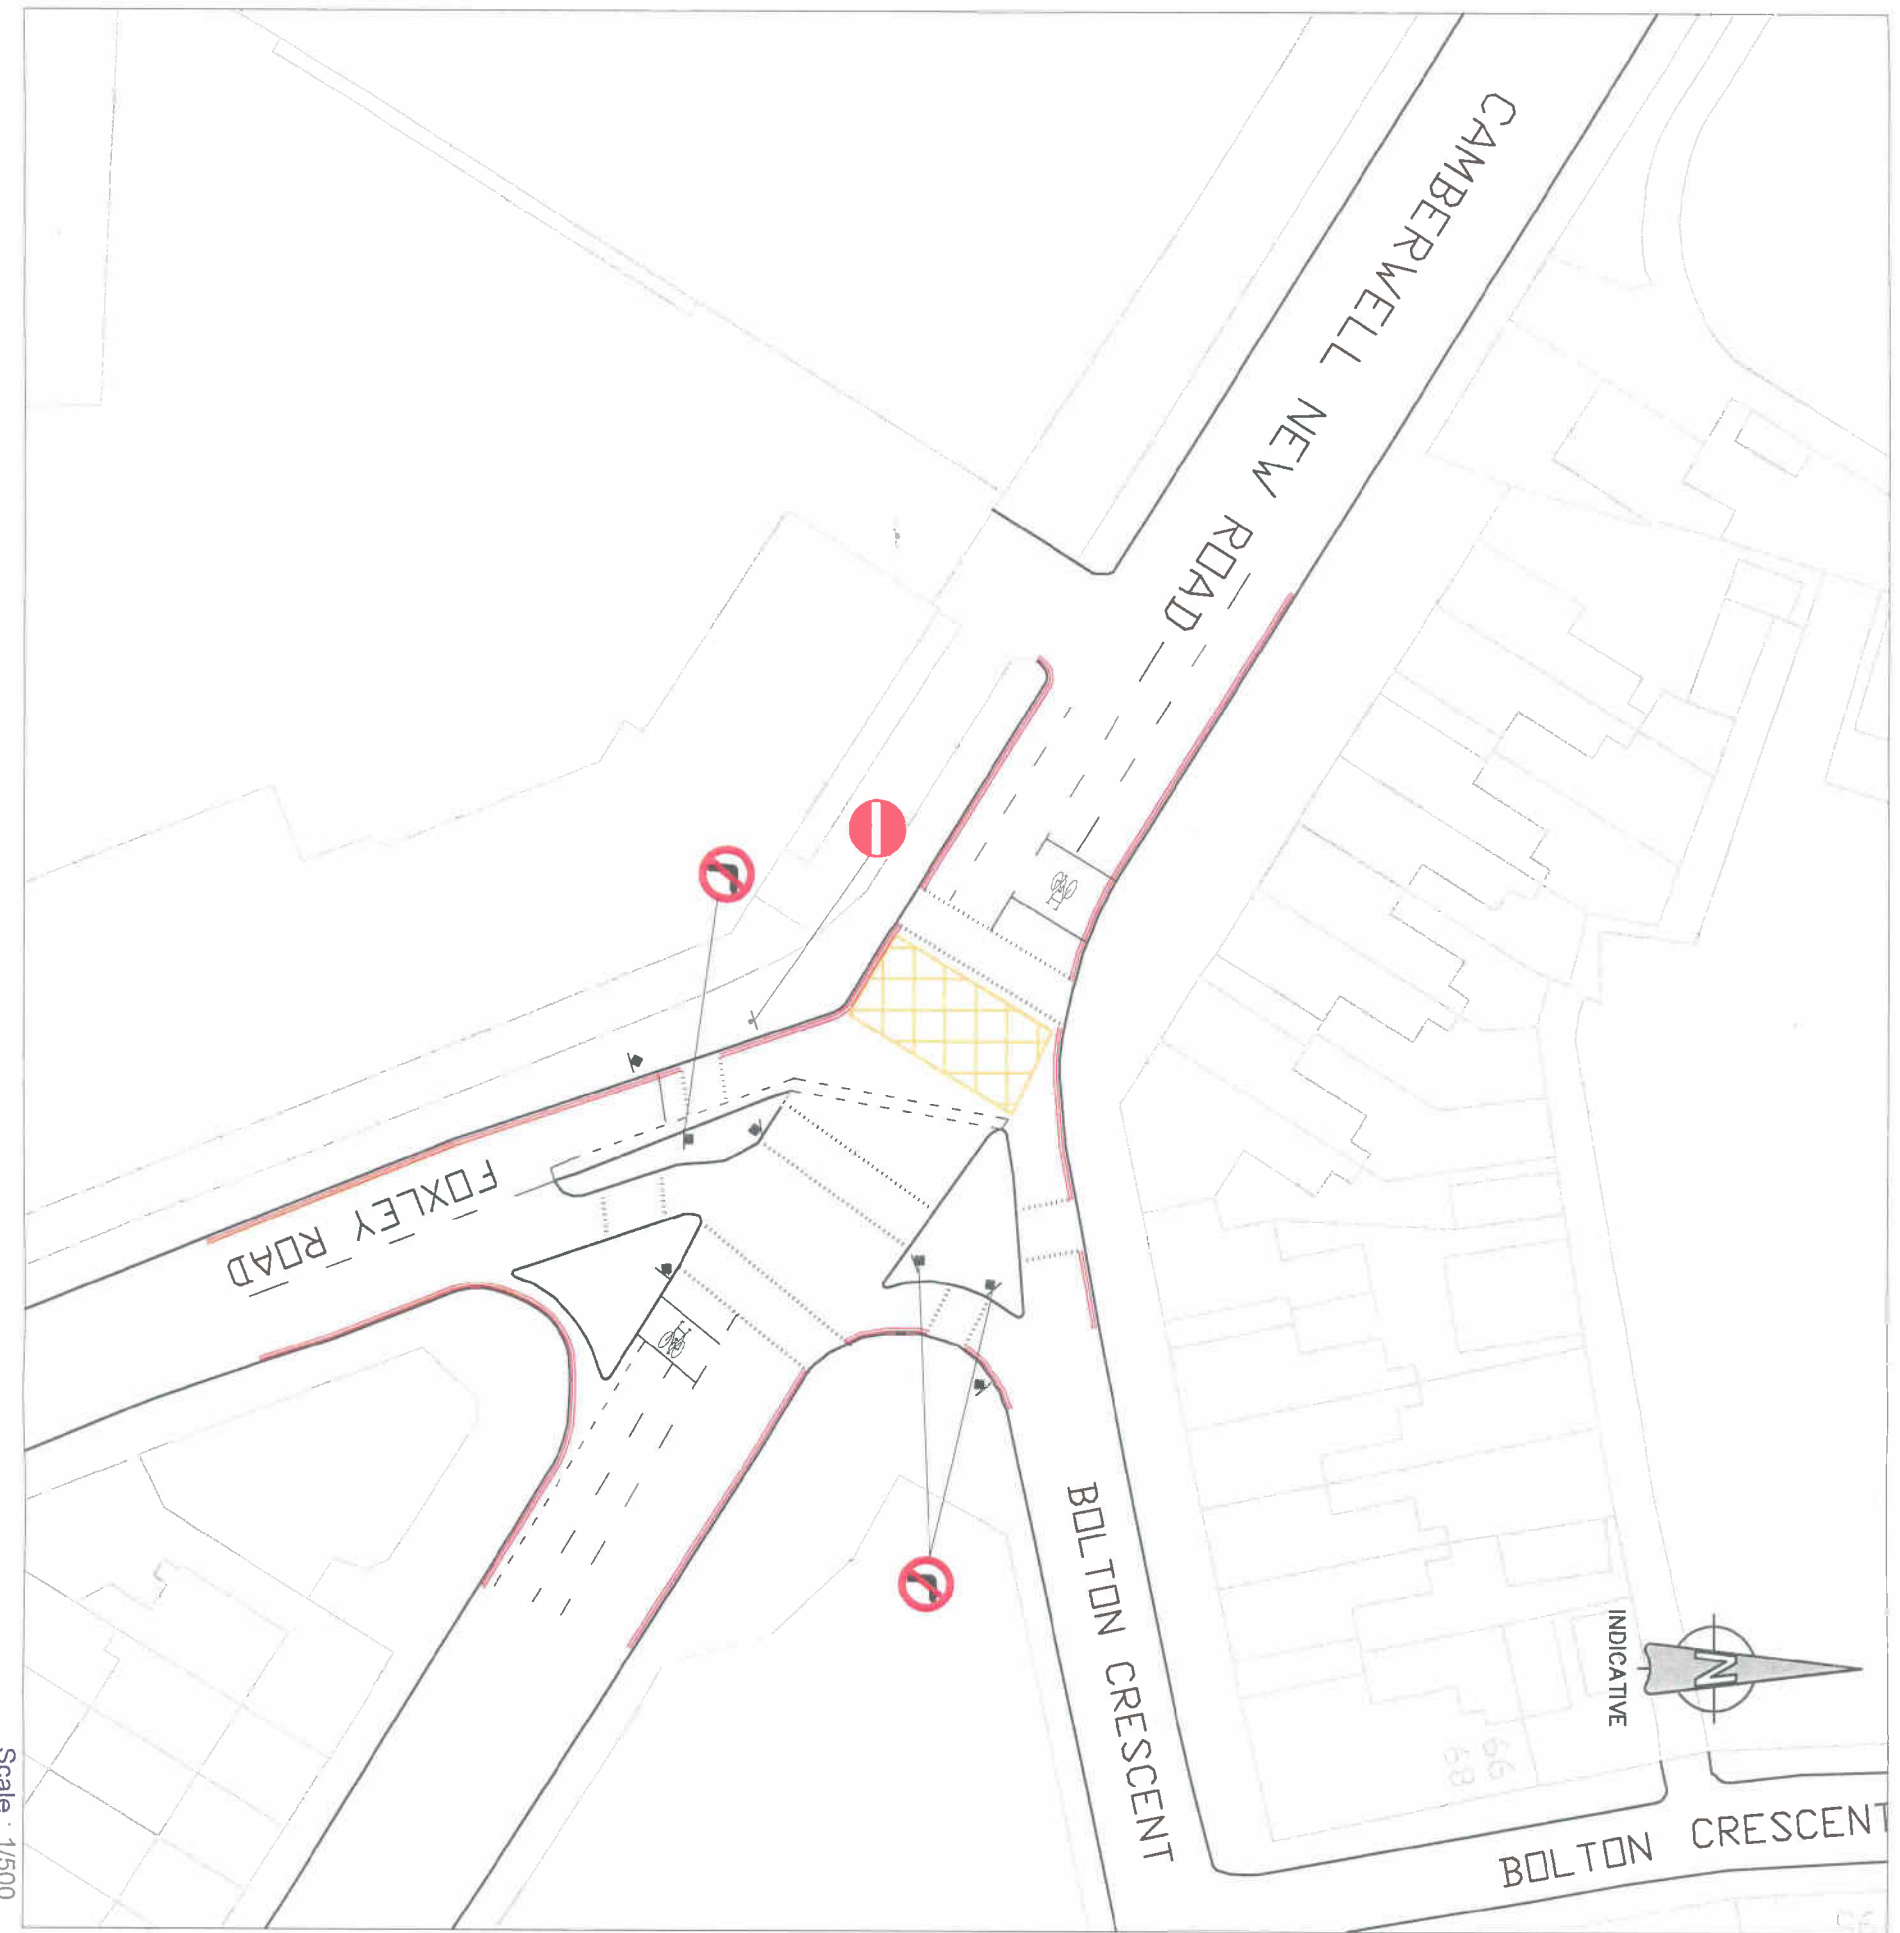 CAMBERWELL NEW ROAD
FOXLEY ROAD
BOLTON CRESCENT
BOLTON CRESCENT
INDICATIVE
N
66
68
Scale : 1/500